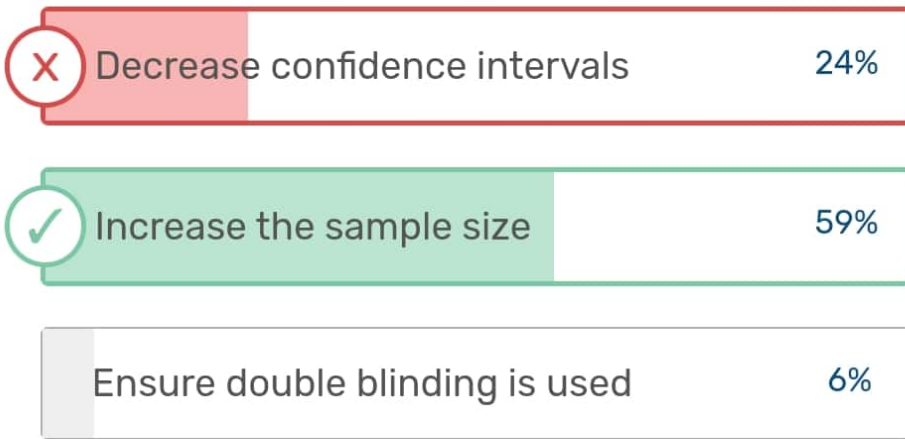 X Decrease confidence intervals 24%
✓ Increase the sample size 59%
Ensure double blinding is used 6%